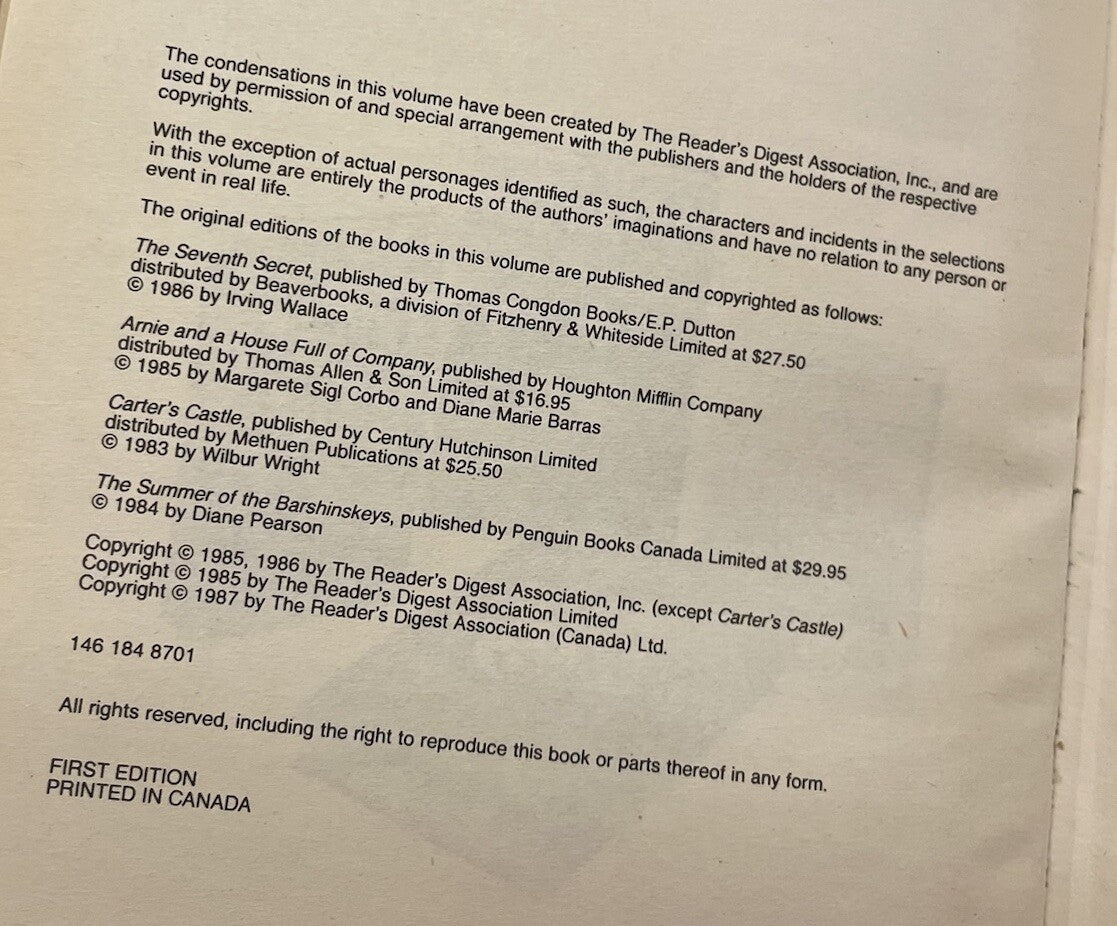 The condensations in this volume have been created by The Reader's Digest Association, Inc., and are
used by permission of and special arrangement with the publishers and the holders of the respective
copyrights.
With the exception of actual personages identified as such, the characters and incidents in the selections
in this volume are entirely the products of the authors' imaginations and have no relation to any person or
event in real life.
The original editions of the books in this volume are published and copyrighted as follows:
The Seventh Secret, published by Thomas Congdon Books/E.P. Dutton
distributed by Beaverbooks, a division of Fitzhenry & Whiteside Limited at $27.50
© 1986 by Irving Wallace
Arnie and a House Full of Company, published by Houghton Mifflin Company
distributed by Thomas Allen & Son Limited at $16.95
© 1985 by Margarete Sigl Corbo and Diane Marie Barras
Carter's Castle, published by Century Hutchinson Limited
distributed by Methuen Publications at $25.50
© 1983 by Wilbur Wright
The Summer of the Barshinskeys, published by Penguin Books Canada Limited at $29.95
© 1984 by Diane Pearson
Copyright © 1985, 1986 by The Reader's Digest Association, Inc. (except Carter's Castle)
Copyright © 1985 by The Reader's Digest Association Limited
Copyright © 1987 by The Reader's Digest Association (Canada) Ltd.
146 184 8701
All rights reserved, including the right to reproduce this book or parts thereof in any form.
FIRST EDITION
PRINTED IN CANADA